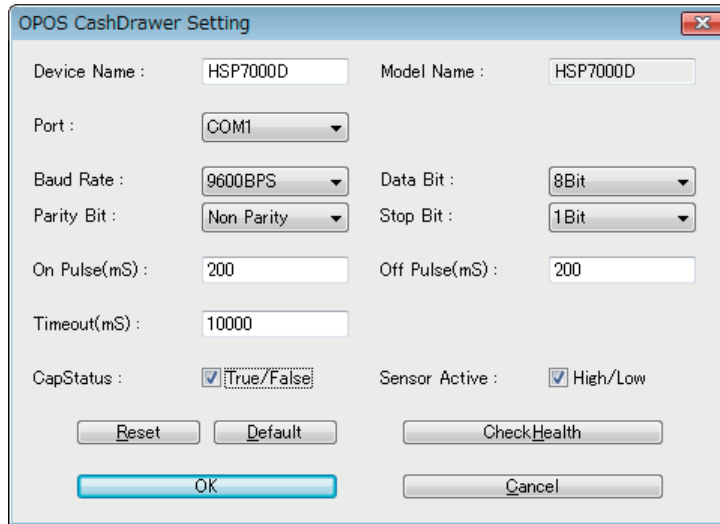 OPOS CashDrawer Setting
Device Name : HSP7000D Model Name : HSP7000D
Port : COM1
Baud Rate : 9600BPS Data Bit : 8Bit
Parity Bit : Non Parity Stop Bit : 1Bit
On Pulse(mS) : 200 Off Pulse(mS) : 200
Timeout(mS) : 10000
CapStatus : True/False Sensor Active : High/Low
Reset Default CheckHealth
OK Cancel